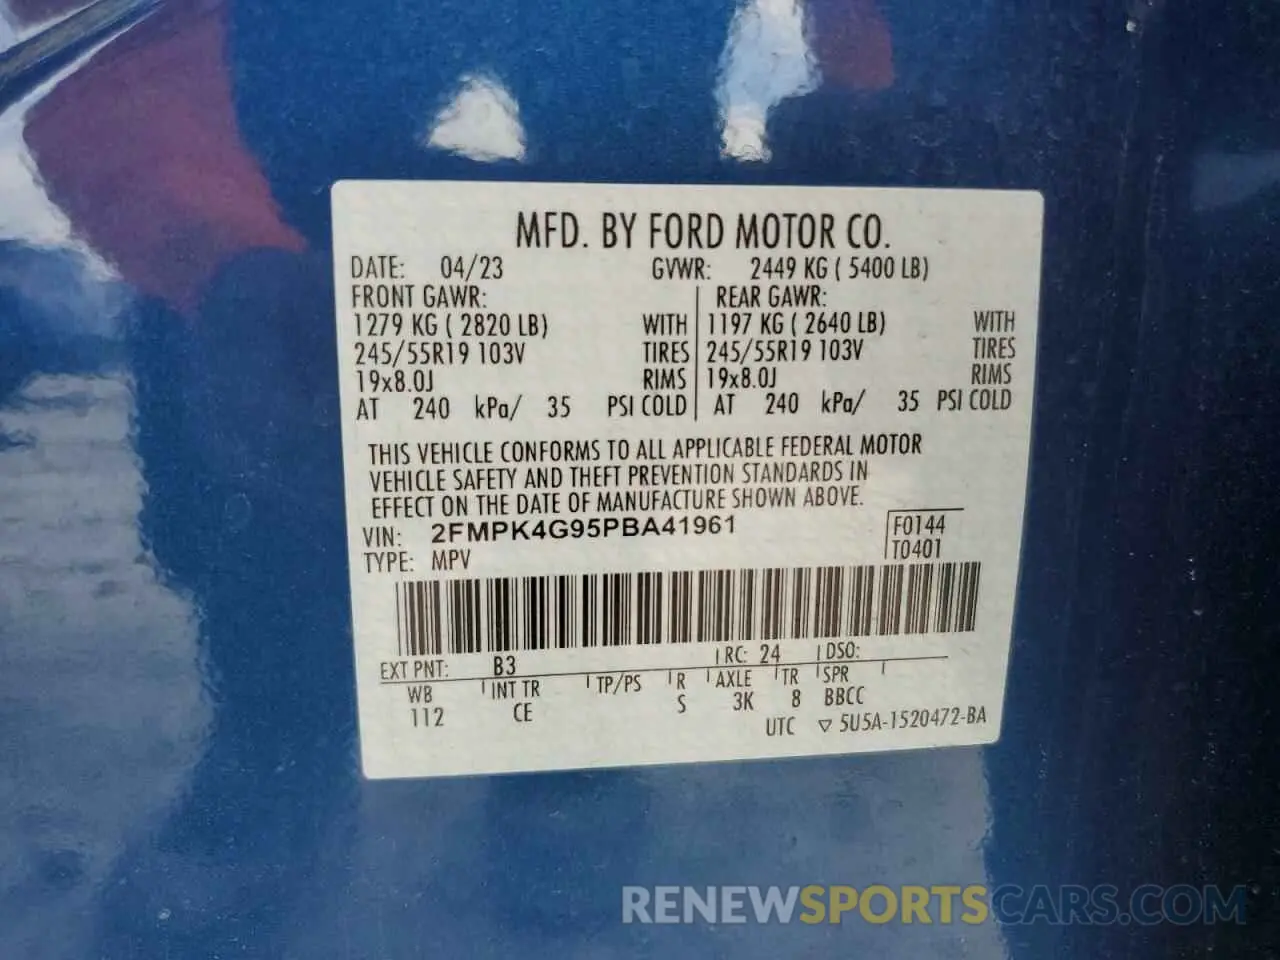 MFD. BY FORD MOTOR CO.
DATE: 04/23 GVWR: 2449 KG ( 5400 LB)
FRONT GAWR: REAR GAWR:
1279 KG ( 2820 LB) WITH 1197 KG ( 2640 LB) WITH
245/55R19 103V TIRES 245/55R19 103V TIRES
19x8.0J RIMS 19x8.0J RIMS
AT 240 kPa/ 35 PSI COLD AT 240 kPa/ 35 PSI COLD
THIS VEHICLE CONFORMS TO ALL APPLICABLE FEDERAL MOTOR
VEHICLE SAFETY AND THEFT PREVENTION STANDARDS IN
EFFECT ON THE DATE OF MANUFACTURE SHOWN ABOVE.
VIN: 2FMPK4G95PBA41961 F0144
TYPE: MPV T0401
EXT PNT: B3 RC: 24 DSO:
WB INT TR TP/PS R AXLE TR SPR
112 CE S 3K 8 BBCC
UTC ▽ 5U5A-1520472-BA
RENEWSPORTSCARS.COM